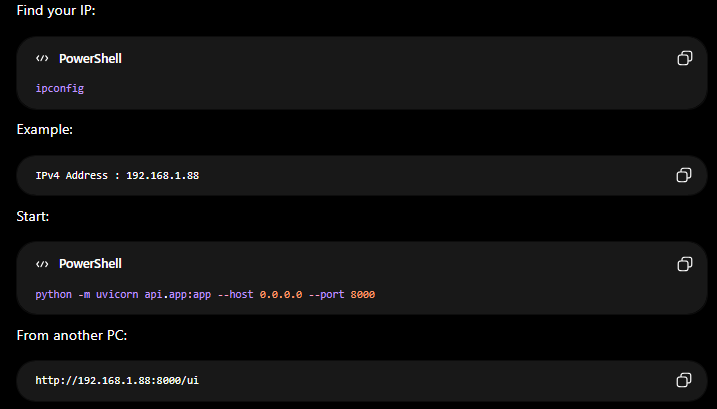 Find your IP:
</> PowerShell
ipconfig
Example:
IPv4 Address : 192.168.1.88
Start:
</> PowerShell
python -m uvicorn api.app:app --host 0.0.0.0 --port 8000
From another PC:
http://192.168.1.88:8000/ui